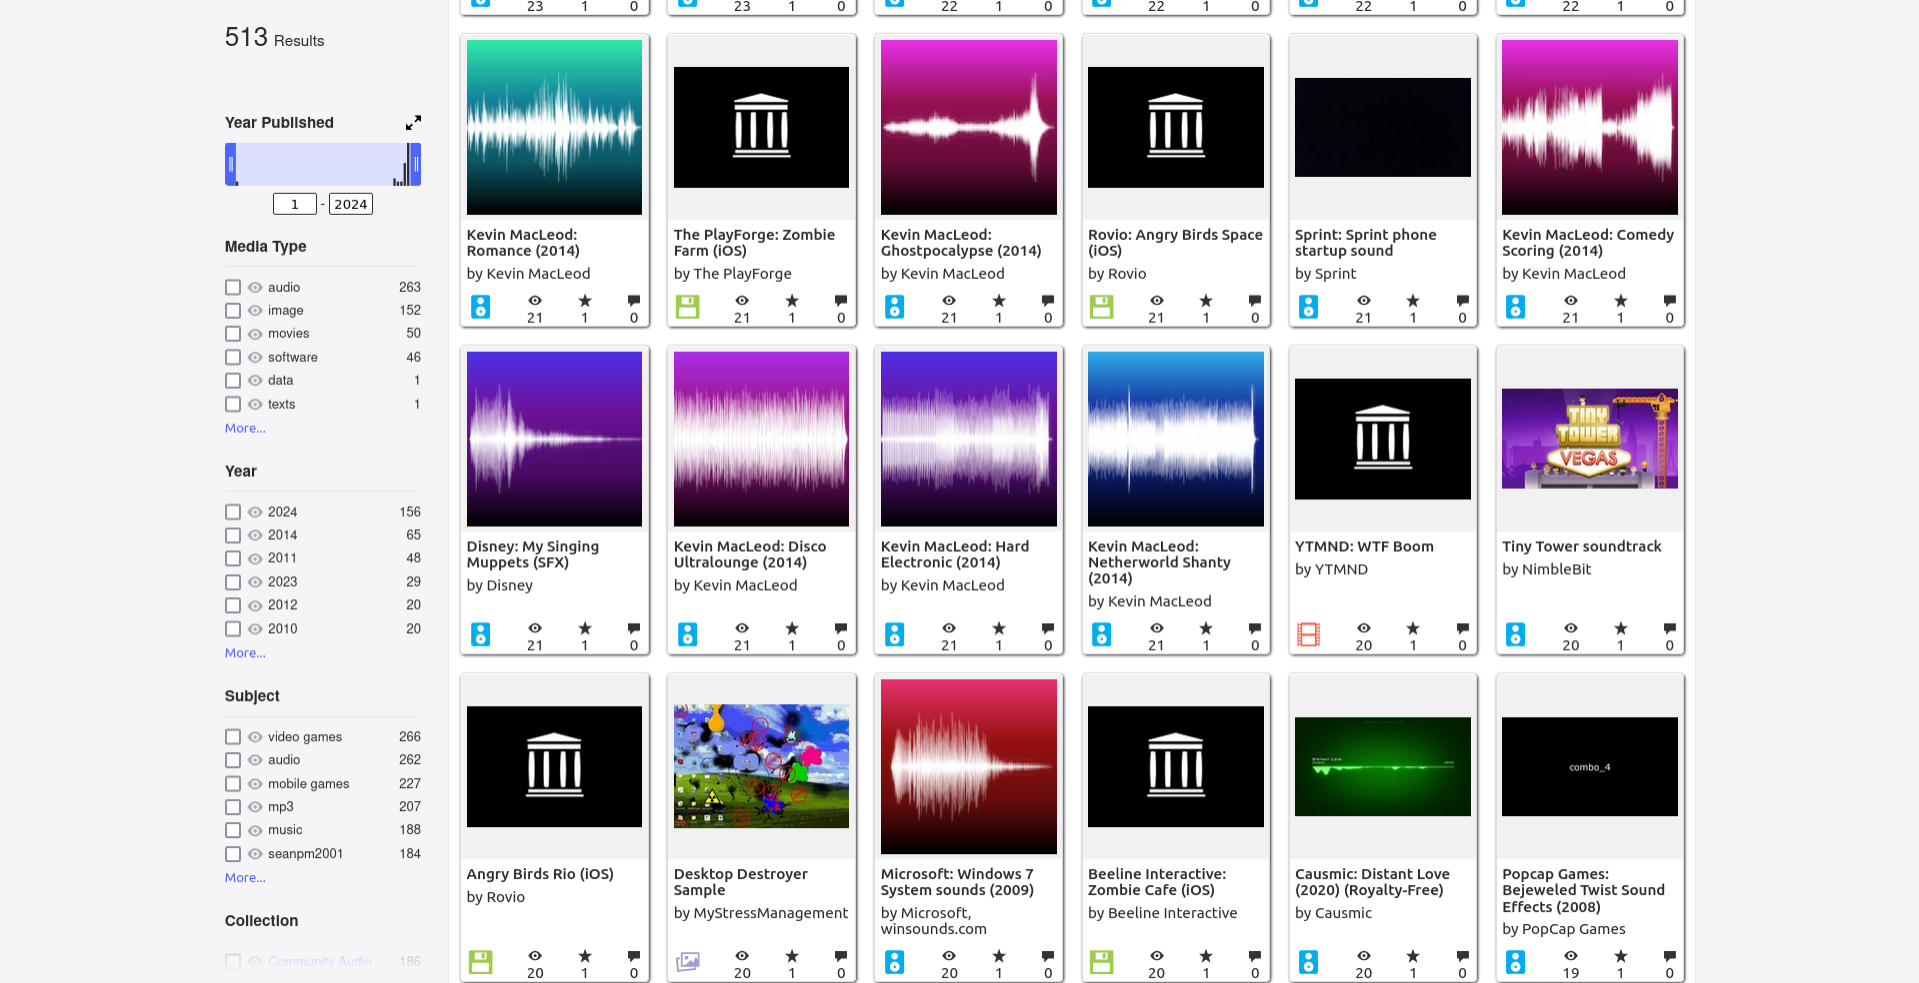 513 Results
Year Published
1 - 2024
Media Type
audio 263
image 152
movies 50
software 46
data 1
texts 1
More...
Year
2024 156
2014 65
2011 48
2023 29
2012 20
2010 20
More...
Subject
video games 266
audio 262
mobile games 227
mp3 207
music 188
seanpm2001 184
More...
Collection
Community Audio 186
23 1 0
23 1 0
22 1 0
22 1 0
22 1 0
22 1 0
Kevin MacLeod:
Romance (2014)
by Kevin MacLeod
21 1 0
The PlayForge: Zombie
Farm (iOS)
by The PlayForge
21 1 0
Kevin MacLeod:
Ghostpocalypse (2014)
by Kevin MacLeod
21 1 0
Rovio: Angry Birds Space
(iOS)
by Rovio
21 1 0
Sprint: Sprint phone
startup sound
by Sprint
21 1 0
Kevin MacLeod: Comedy
Scoring (2014)
by Kevin MacLeod
21 1 0
Disney: My Singing
Muppets (SFX)
by Disney
21 1 0
Kevin MacLeod: Disco
Ultralounge (2014)
by Kevin MacLeod
21 1 0
Kevin MacLeod: Hard
Electronic (2014)
by Kevin MacLeod
21 1 0
Kevin MacLeod:
Netherworld Shanty
(2014)
by Kevin MacLeod
21 1 0
YTMND: WTF Boom
by YTMND
20 1 0
TINY
TOWER
VEGAS
Tiny Tower soundtrack
by NimbleBit
20 1 0
Angry Birds Rio (iOS)
by Rovio
20 1 0
Desktop Destroyer
Sample
by MyStressManagement
20 1 0
Microsoft: Windows 7
System sounds (2009)
by Microsoft,
winsounds.com
20 1 0
Beeline Interactive:
Zombie Cafe (iOS)
by Beeline Interactive
20 1 0
Distant Love
Causmic: Distant Love
(2020) (Royalty-Free)
by Causmic
20 1 0
combo_4
Popcap Games:
Bejeweled Twist Sound
Effects (2008)
by PopCap Games
19 1 0